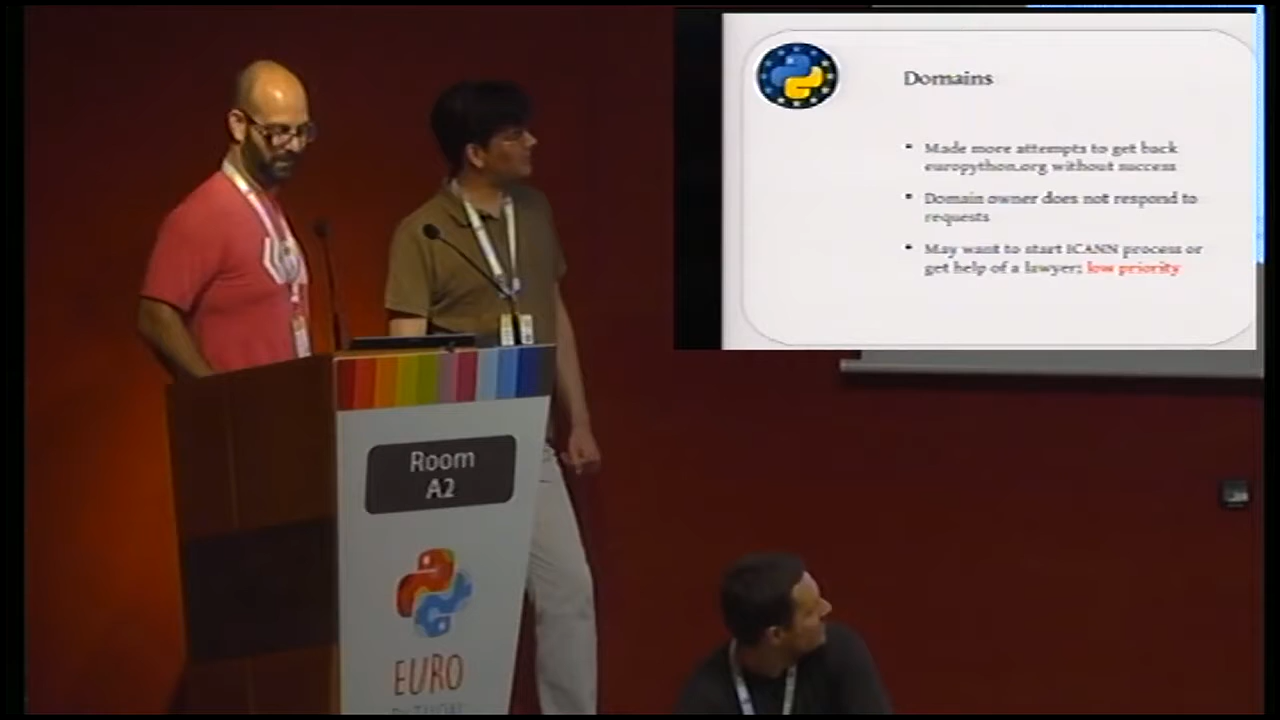 Domains
Made more attempts to get back
europython.org without success
Domain owner does not respond to
requests
May want to start ICANN process or
get help of a lawyer; low priority
Room
A2
EURO
PYTHON